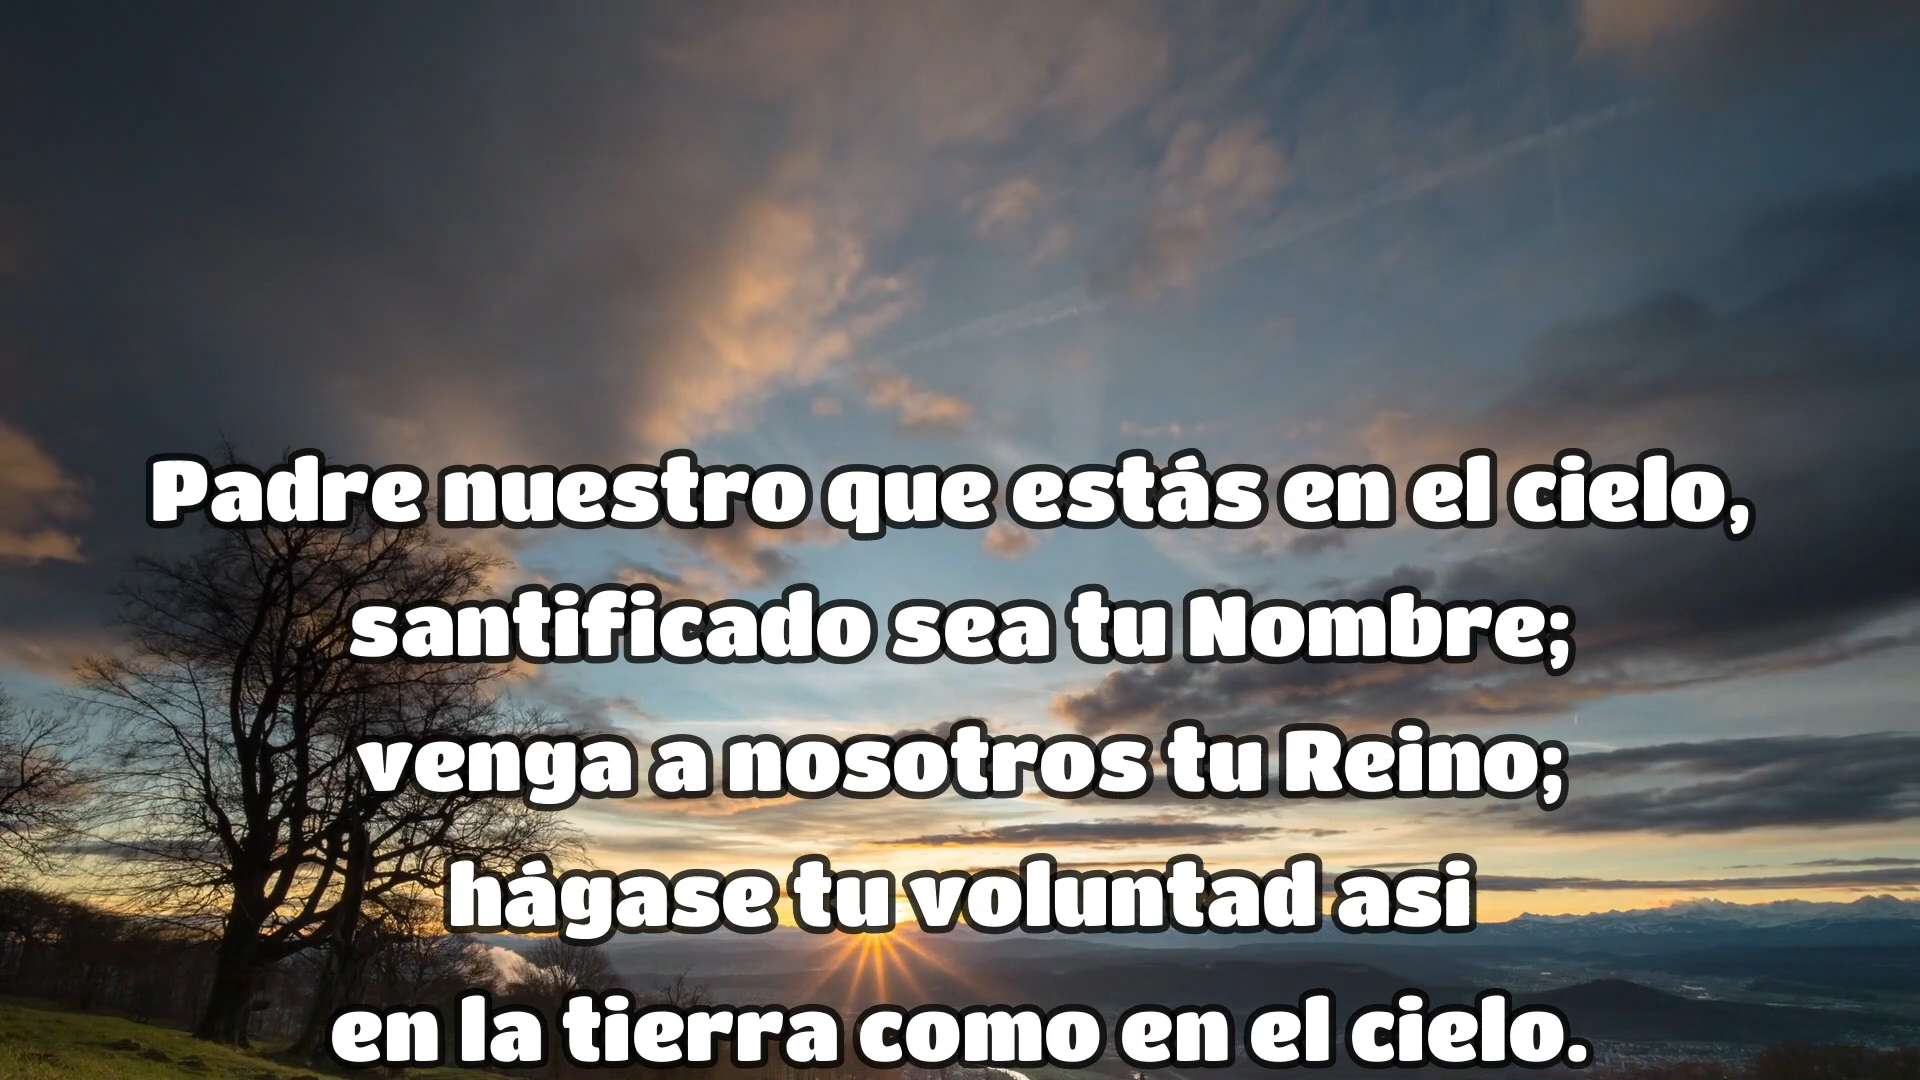 Padre nuestro que estás en el cielo,
santificado sea tu Nombre;
venga a nosotros tu Reino;
hágase tu voluntad asi
en la tierra como en el cielo.